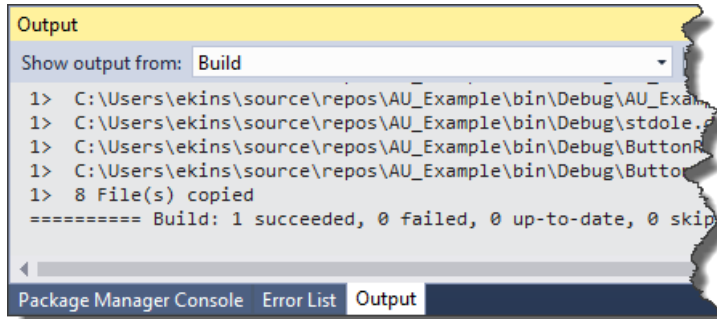 Output
Show output from: Build
1> C:\Users\ekins\source\repos\AU_Example\bin\Debug\AU_Exam
1> C:\Users\ekins\source\repos\AU_Example\bin\Debug\stdole.
1> C:\Users\ekins\source\repos\AU_Example\bin\Debug\ButtonR
1> C:\Users\ekins\source\repos\AU_Example\bin\Debug\Button
1> 8 File(s) copied
========== Build: 1 succeeded, 0 failed, 0 up-to-date, 0 skip
Package Manager Console Error List Output